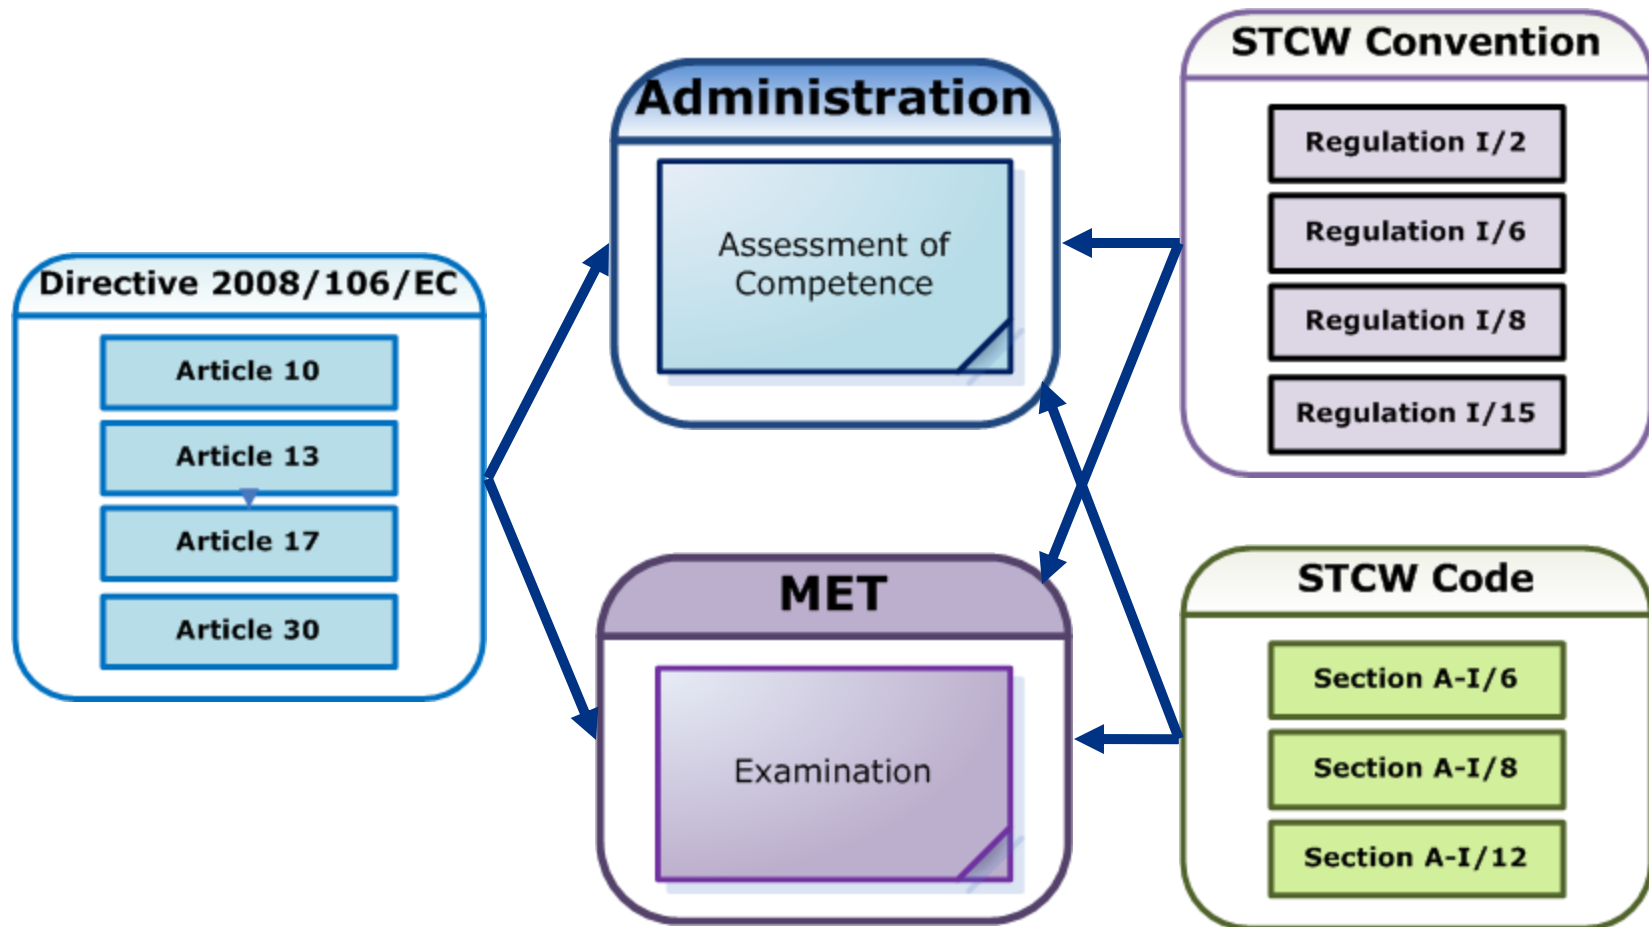 Directive 2008/106/EC
Article 10
Article 13
Article 17
Article 30
Administration
Assessment of
Competence
MET
Examination
STCW Convention
Regulation I/2
Regulation I/6
Regulation I/8
Regulation I/15
STCW Code
Section A-I/6
Section A-I/8
Section A-I/12